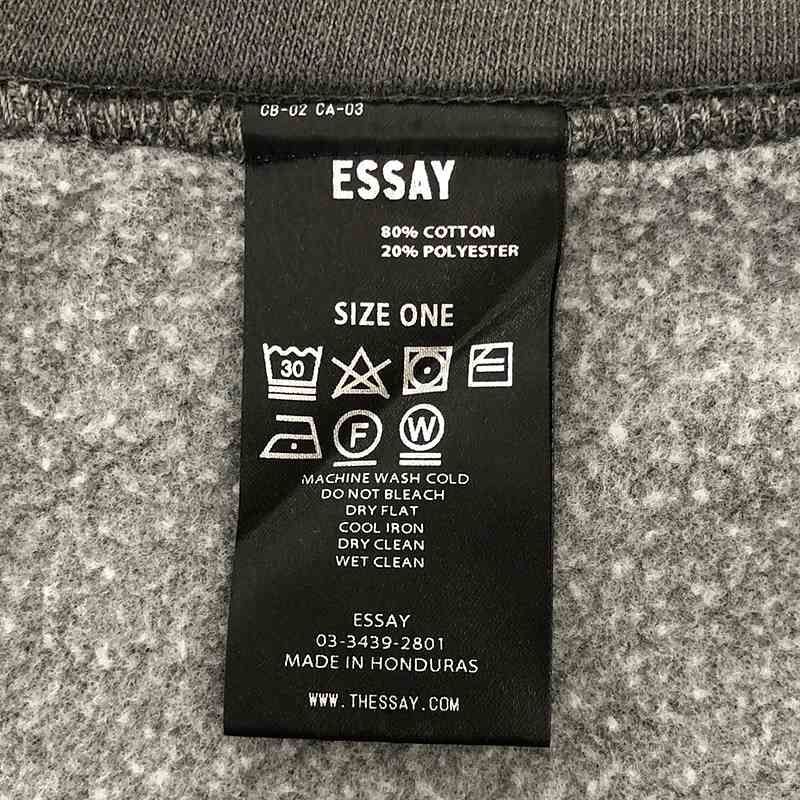 CB-02 CA-03
ESSAY
80% COTTON
20% POLYESTER
SIZE ONE
30
F W
MACHINE WASH COLD
DO NOT BLEACH
DRY FLAT
COOL IRON
DRY CLEAN
WET CLEAN
ESSAY
03-3439-2801
MADE IN HONDURAS
WWW.THESSAY.COM